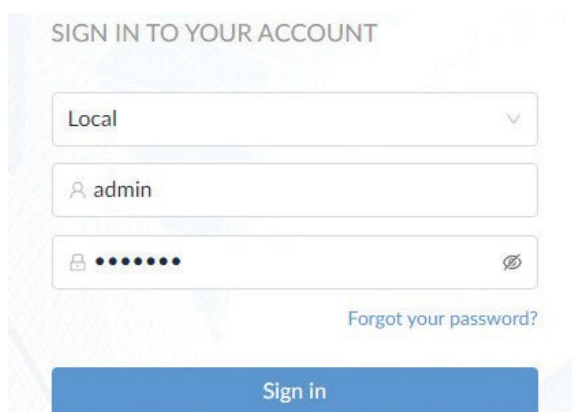 SIGN IN TO YOUR ACCOUNT
Local
admin
•••••••
Forgot your password?
Sign in